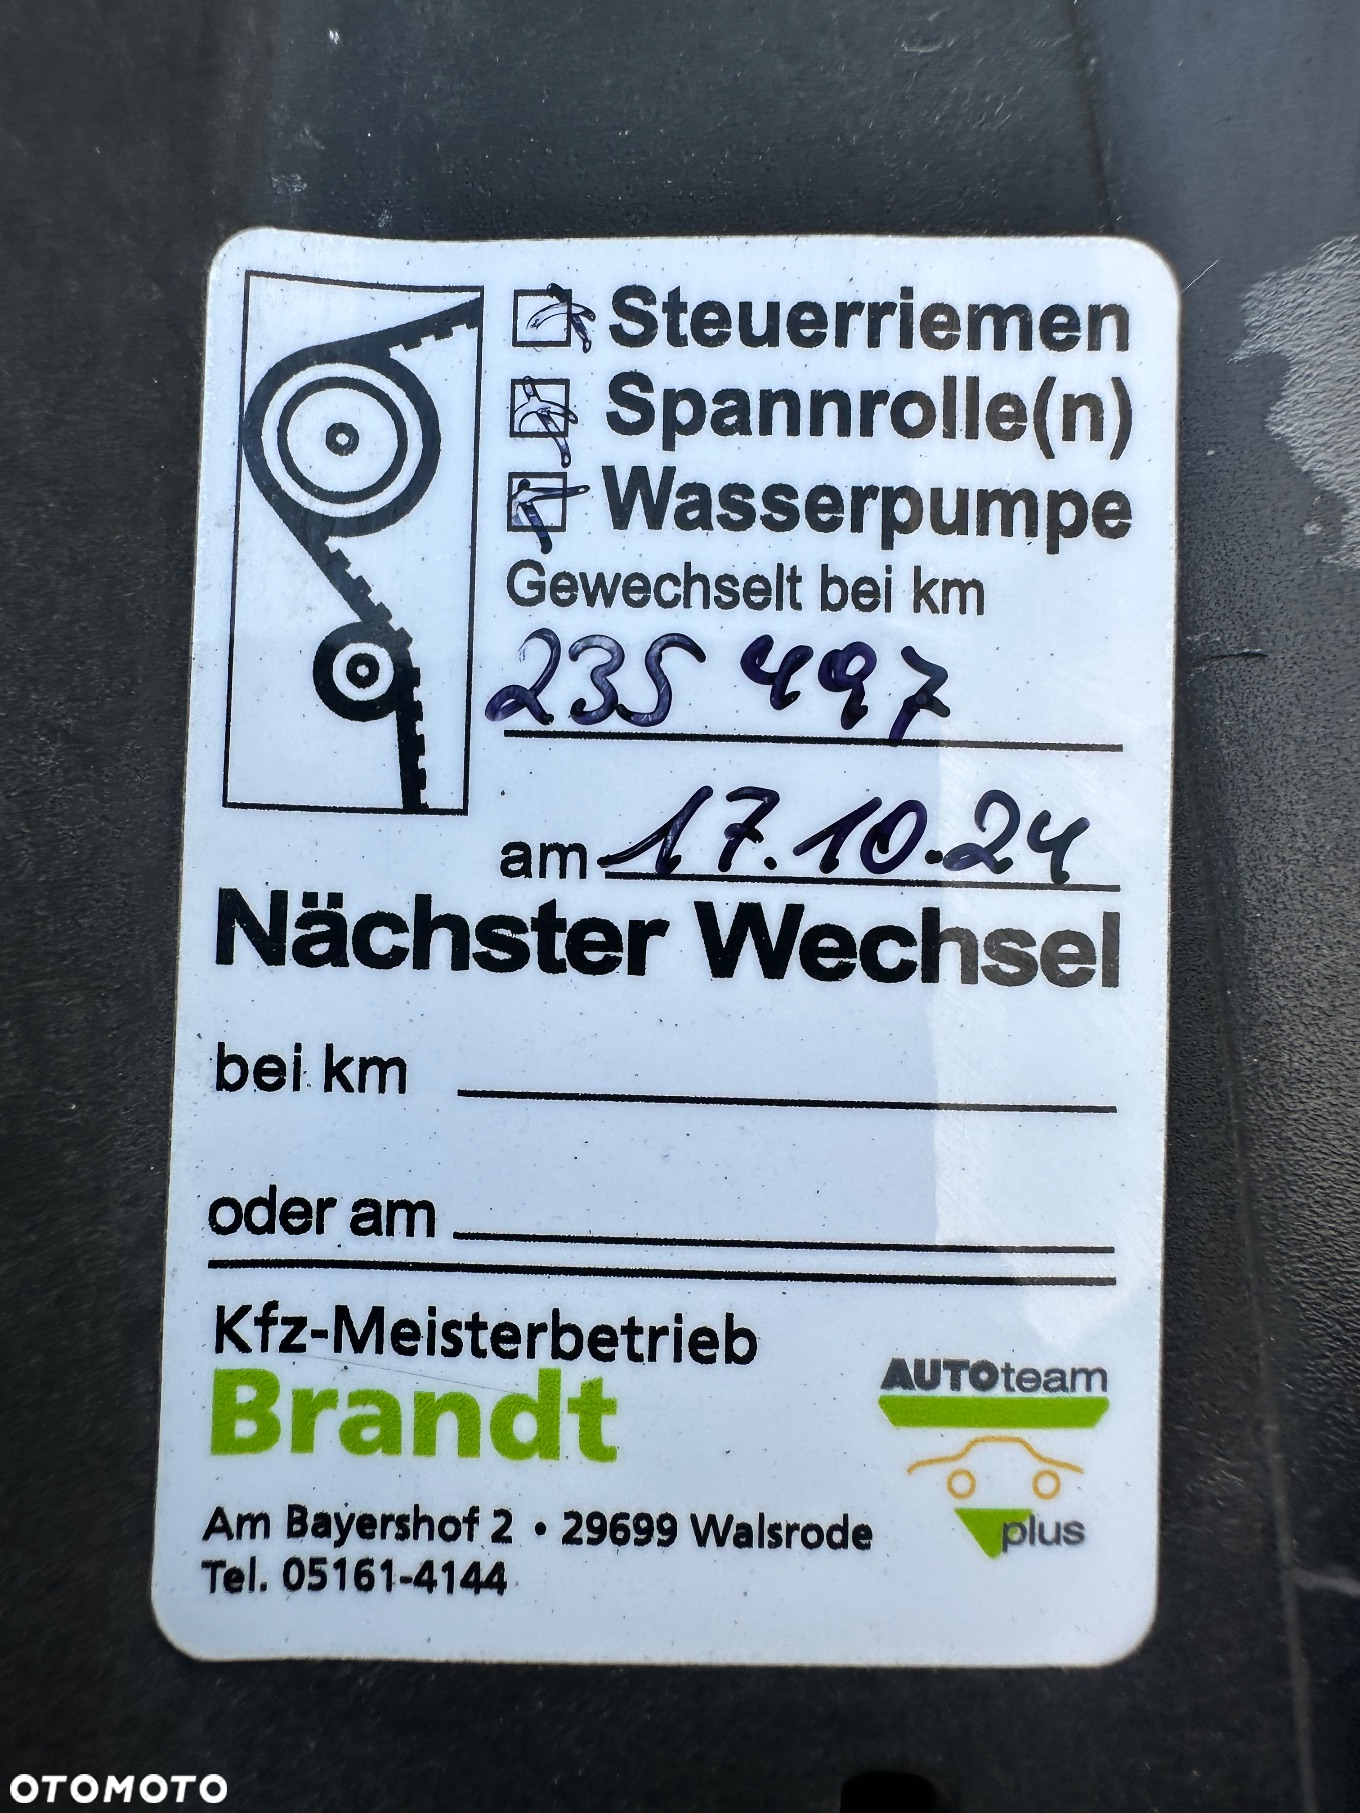 Steuerriemen
Spannrolle(n)
Wasserpumpe
Gewechselt bei km
235 497
am 17.10.24
Nächster Wechsel
bei km
oder am
Kfz-Meisterbetrieb
Brandt
AUTOteam
plus
Am Bayershof 2 • 29699 Walsrode
Tel. 05161-4144
OTOMOTO